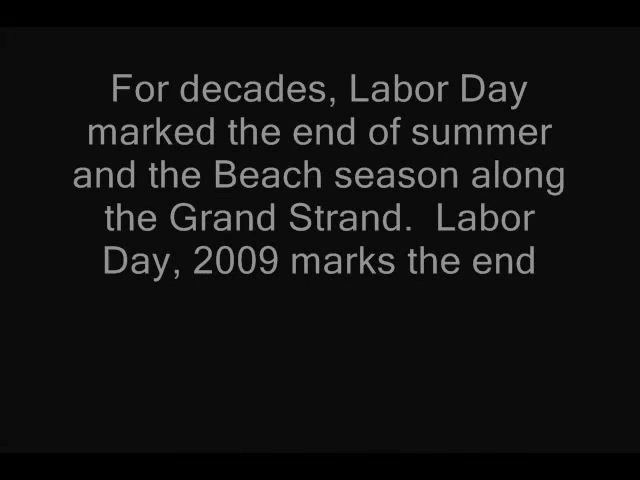 For decades, Labor Day
marked the end of summer
and the Beach season along
the Grand Strand.  Labor
Day, 2009 marks the end